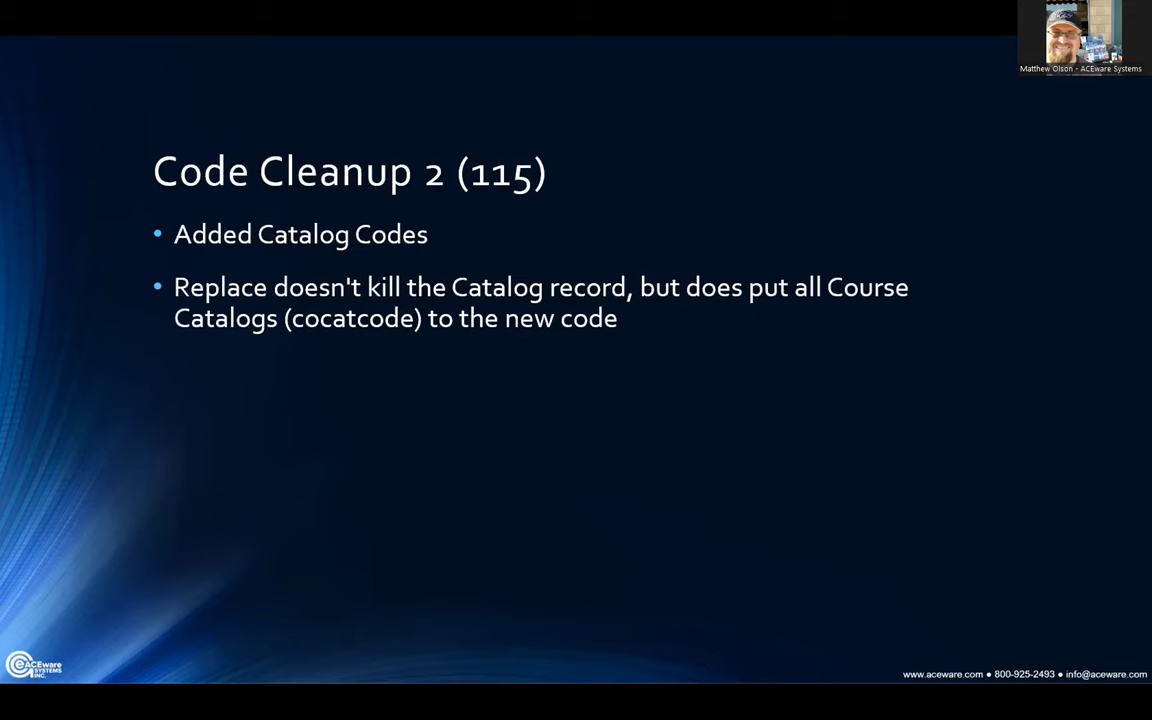 Matthew Olson - ACEware Systems
Code Cleanup 2 (115)
• Added Catalog Codes
• Replace doesn't kill the Catalog record, but does put all Course
Catalogs (cocatcode) to the new code
ACEware
SYSTEMS
INC.
www.aceware.com ● 800-925-2493 ● info@aceware.com